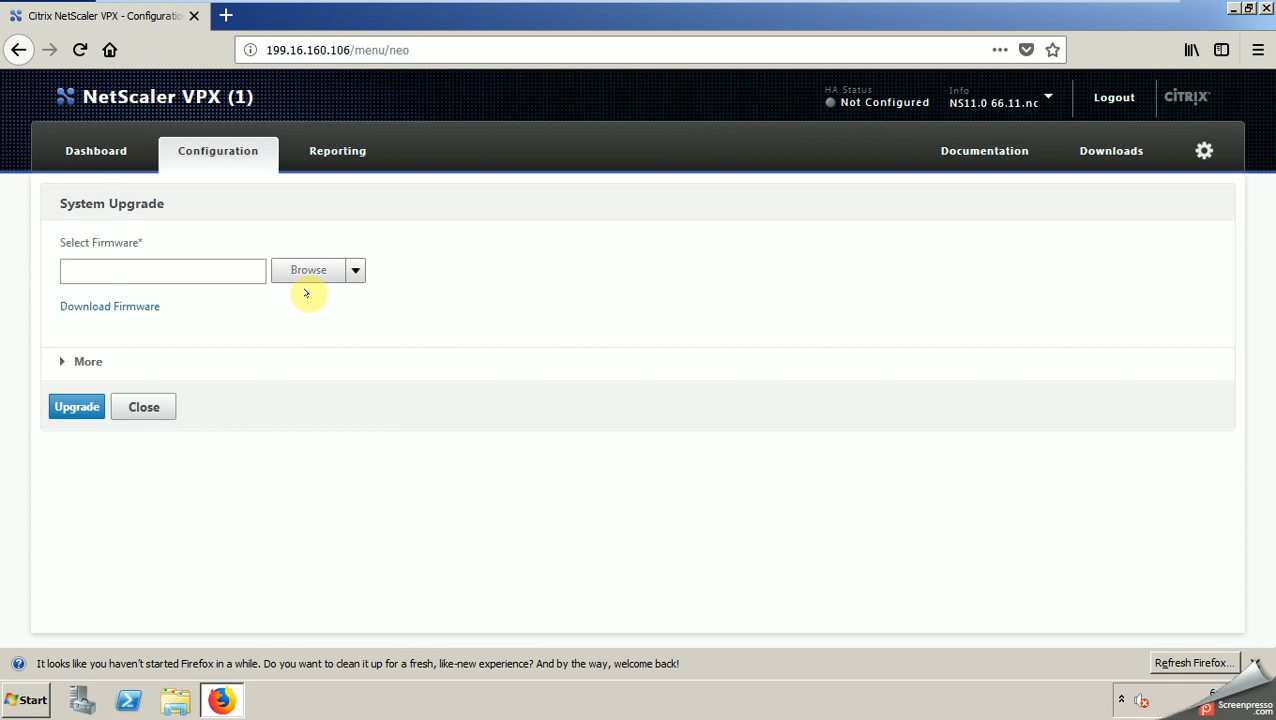 Citrix NetScaler VPX - Configuratio
199.16.160.106/menu/neo
NetScaler VPX (1)
HA Status
Not Configured
Info
NS11.0 66.11.nc
Logout
CITRIX
Dashboard
Configuration
Reporting
Documentation
Downloads
System Upgrade
Select Firmware*
Browse
Download Firmware
More
Upgrade
Close
It looks like you haven't started Firefox in a while. Do you want to clean it up for a fresh, like-new experience? And by the way, welcome back!
Refresh Firefox...
Start
Screenpresso
.com